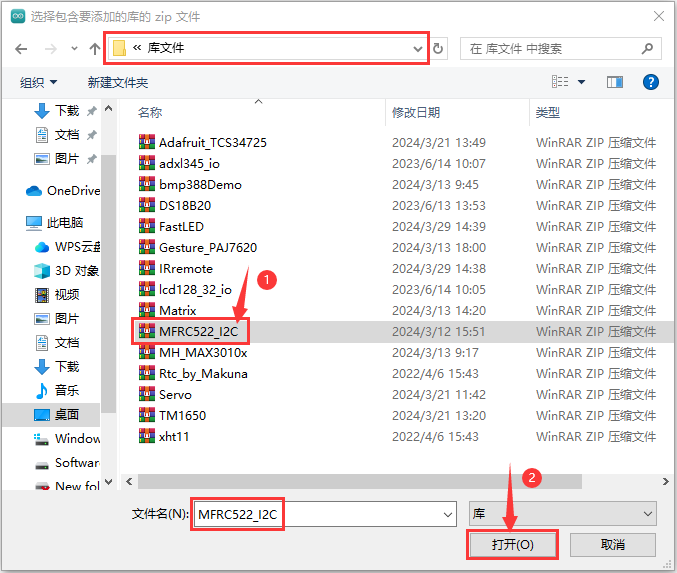 选择包含要添加的库的 zip 文件
« 库文件
在 库文件 中搜索
组织 新建文件夹
名称 修改日期 类型
下载
文档
图片
OneDrive
此电脑
WPS云盘
3D 对象
视频
图片
文档
下载
音乐
桌面
Window
Software
New fol
Adafruit_TCS34725 2024/3/21 13:49 WinRAR ZIP 压缩文件
adxl345_io 2023/6/14 10:07 WinRAR ZIP 压缩文件
bmp388Demo 2024/3/13 9:45 WinRAR ZIP 压缩文件
DS18B20 2023/6/13 13:53 WinRAR ZIP 压缩文件
FastLED 2024/3/29 14:39 WinRAR ZIP 压缩文件
Gesture_PAJ7620 2024/3/13 18:00 WinRAR ZIP 压缩文件
IRremote 2024/3/29 14:38 WinRAR ZIP 压缩文件
lcd128_32_io 2023/6/14 10:05 WinRAR ZIP 压缩文件
Matrix 2024/3/13 14:20 WinRAR ZIP 压缩文件
MFRC522_I2C 2024/3/12 15:51 WinRAR ZIP 压缩文件
MH_MAX3010x 2024/3/13 9:17 WinRAR ZIP 压缩文件
Rtc_by_Makuna 2022/4/6 15:43 WinRAR ZIP 压缩文件
Servo 2024/3/21 11:42 WinRAR ZIP 压缩文件
TM1650 2024/3/21 13:20 WinRAR ZIP 压缩文件
xht11 2022/4/6 15:43 WinRAR ZIP 压缩文件
1
2
文件名(N): MFRC522_I2C 库
打开(O) 取消